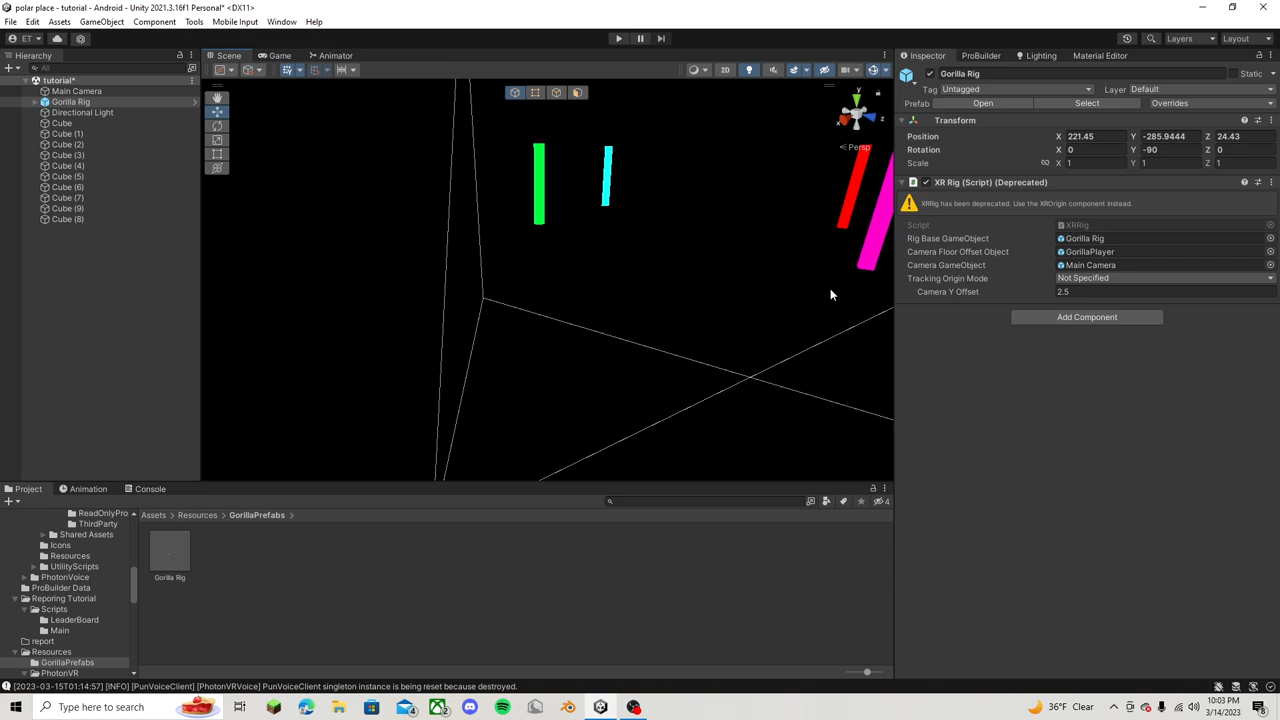 polar place - tutorial - Android - Unity 2021.3.16f1 Personal* <DX11>
File Edit Assets GameObject Component Tools Mobile Input Window Help
ET Layers Layout
Hierarchy Scene Game Animator Inspector ProBuilder Lighting Material Editor
All 2D
tutorial*
Main Camera
Gorilla Rig
Directional Light
Cube
Cube (1)
Cube (2)
Cube (3)
Cube (4)
Cube (5)
Cube (6)
Cube (7)
Cube (9)
Cube (8)
y
x
z
Persp
Gorilla Rig Static
Tag Untagged Layer Default
Prefab Open Select Overrides
Transform
Position X 221.45 Y -285.9444 Z 24.43
Rotation X 0 Y -90 Z 0
Scale X 1 Y 1 Z 1
XR Rig (Script) (Deprecated)
XRRig has been deprecated. Use the XROrigin component instead.
Script XRRig
Rig Base GameObject Gorilla Rig
Camera Floor Offset Object GorillaPlayer
Camera GameObject Main Camera
Tracking Origin Mode Not Specified
Camera Y Offset 2.5
Add Component
Project Animation Console
4
Assets > Resources > GorillaPrefabs >
ReadOnlyPro
ThirdParty
Shared Assets
Icons
Resources
UtilityScripts
PhotonVoice
ProBuilder Data
Reporing Tutorial
Scripts
LeaderBoard
Main
report
Resources
GorillaPrefabs
PhotonVR
Gorilla Rig
[2023-03-15T01:14:57] [INFO] [PunVoiceClient] [PhotonVRVoice] PunVoiceClient singleton instance is being reset because destroyed.
Type here to search
4
2
36°F Clear
10:03 PM
3/14/2023